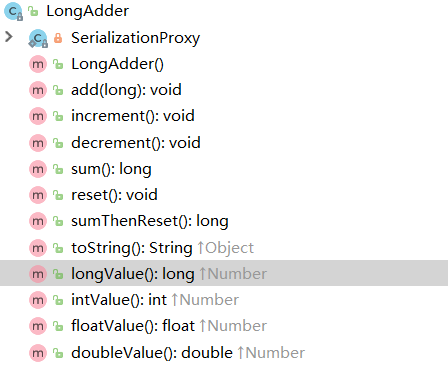 LongAdder
SerializationProxy
LongAdder()
add(long): void
increment(): void
decrement(): void
sum(): long
reset(): void
sumThenReset(): long
toString(): String ↑Object
longValue(): long ↑Number
intValue(): int ↑Number
floatValue(): float ↑Number
doubleValue(): double ↑Number